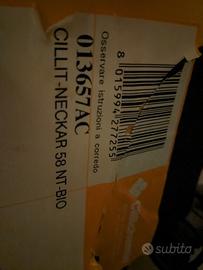 Osservare istruzioni a corredo
8 015994 277255
013657AC
CILLIT-NECKAR 58 NT-BIO
subito